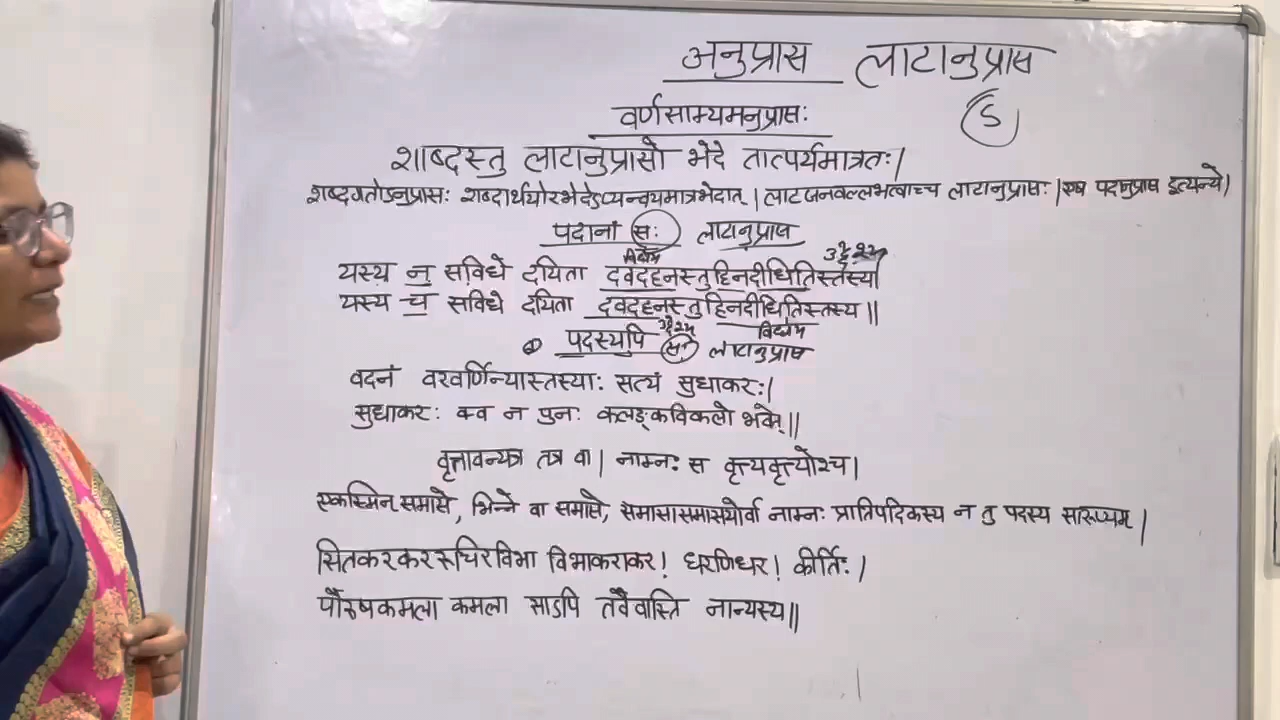 अनुप्रास लाटानुप्रास
5
वर्णसाम्यमनुप्रासः
शाब्दस्तु लाटानुप्रासो भेदे तात्पर्यमात्रतः।
शब्दगतोऽनुप्रासः शब्दार्थयोरभेदेऽप्यन्वयमात्रभेदात्। लाटजनवल्लभत्वाच्च लाटानुप्रासः। एष पदानुप्रास इत्यन्ये।
पदानां सः लाटानुप्रास
विधेय उद्देश्य
यस्य न सविधे दयिता दवदहनस्तुहिनदीधितिस्तस्य।
यस्य च सविधे दयिता दवदहनस्तुहिनदीधितिस्तस्य॥
उद्देश्य विधेय
पदस्यापि सः लाटानुप्रास
वदनं वरवर्णिन्यास्तस्याः सत्यं सुधाकरः।
सुधाकरः क्व न पुनः कलङ्कविकलो भवेत्॥
वृत्तावन्यत्र तत्र वा। नाम्नः स वृत्त्यवृत्त्योश्च।
एकस्मिन् समासे, भिन्ने वा समासे, समासासमासयोर्वा नाम्नः प्रातिपदिकस्य न तु पदस्य सारूप्यम्।
सितकरकररुचिरविभा विभाकराकार! धरणिधर! कीर्तिः।
पौरुषकमला कमला साऽपि तवैवास्ति नान्यस्य॥